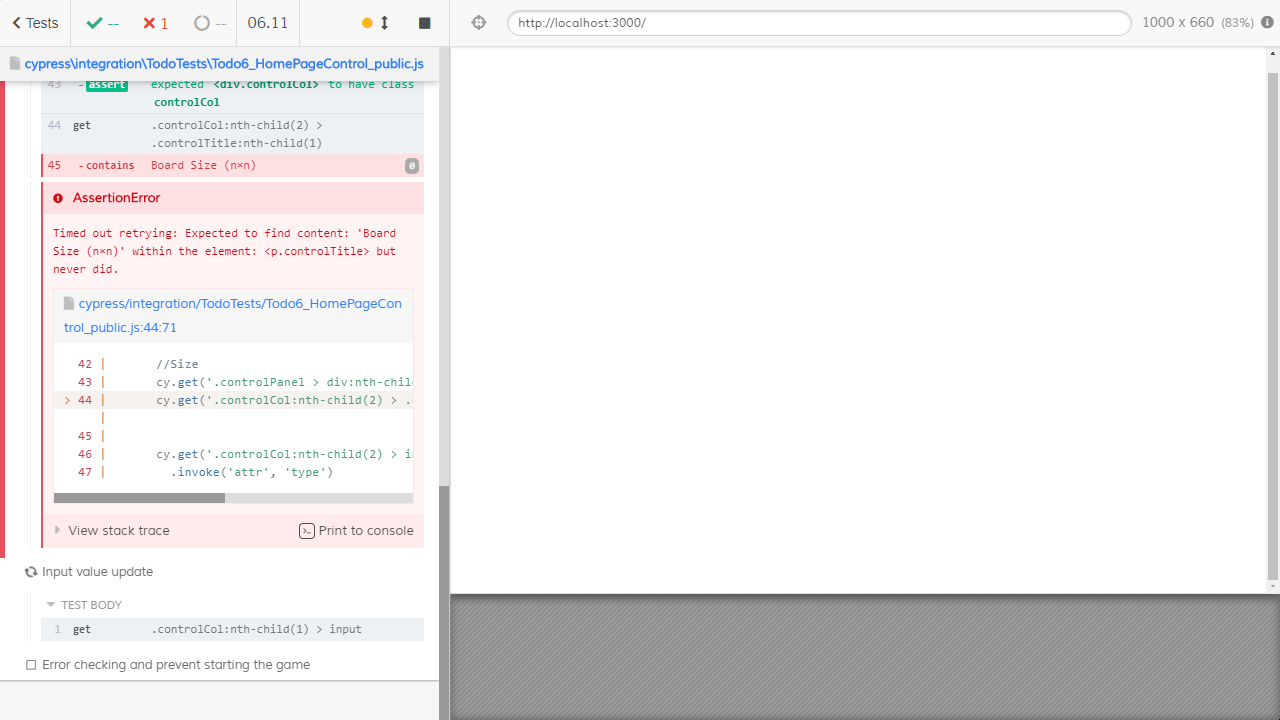 Tests
--
1
--
06.11
http://localhost:3000/
1000 x 660 (83%)
cypress\integration\TodoTests\Todo6_HomePageControl_public.js
43 -assert expected <div.controlCol> to have class
controlCol
44 get .controlCol:nth-child(2) >
.controlTitle:nth-child(1)
45 -contains Board Size (n×n) 0
AssertionError
Timed out retrying: Expected to find content: 'Board
Size (n×n)' within the element: <p.controlTitle> but
never did.
cypress/integration/TodoTests/Todo6_HomePageCon
trol_public.js:44:71
42 | //Size
43 | cy.get('.controlPanel > div:nth-chil
> 44 | cy.get('.controlCol:nth-child(2) > .
|
45 |
46 | cy.get('.controlCol:nth-child(2) > i
47 | .invoke('attr', 'type')
View stack trace
Print to console
Input value update
TEST BODY
1 get .controlCol:nth-child(1) > input
Error checking and prevent starting the game